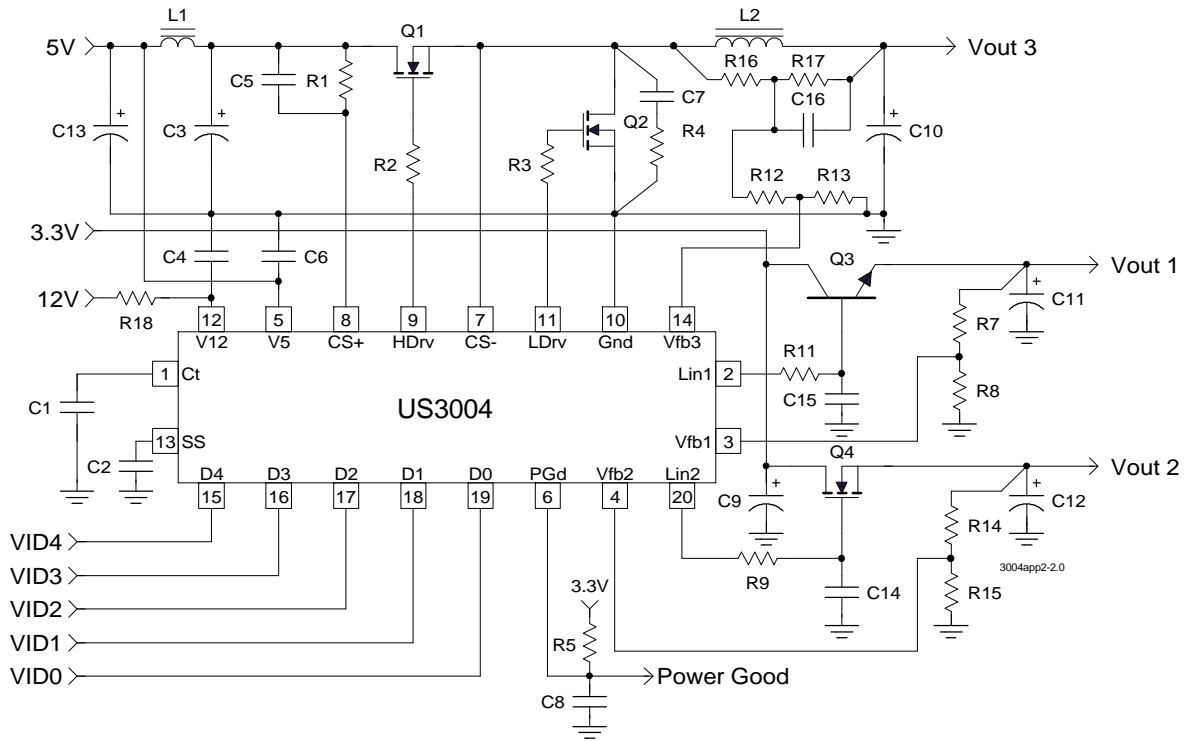 L1
Q1
L2
5V
Vout 3
R16
R17
C5
R1
C7
C16
C13
C3
Q2
R4
C10
R2
R3
R12
R13
3.3V
C4
C6
Q3
Vout 1
12V
R18
C11
R7
12
5
8
9
7
11
10
14
V12
V5
CS+
HDrv
CS-
LDrv
Gnd
Vfb3
R11
1
Ct
Lin1
2
R8
C1
US3004
C15
13
SS
Vfb1
3
C2
Q4
D4
D3
D2
D1
D0
PGd
Vfb2
Lin2
Vout 2
15
16
17
18
19
6
4
20
C9
C12
R14
VID4
R9
3004app2-2.0
VID3
3.3V
C14
R15
VID2
VID1
R5
VID0
Power Good
C8